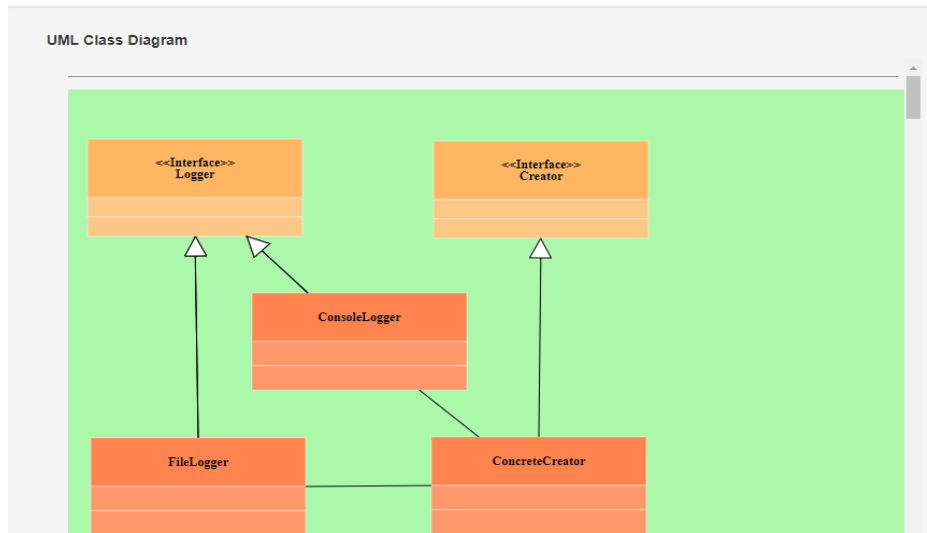 UML Class Diagram
<<Interface>>
Logger
<<Interface>>
Creator
ConsoleLogger
FileLogger
ConcreteCreator